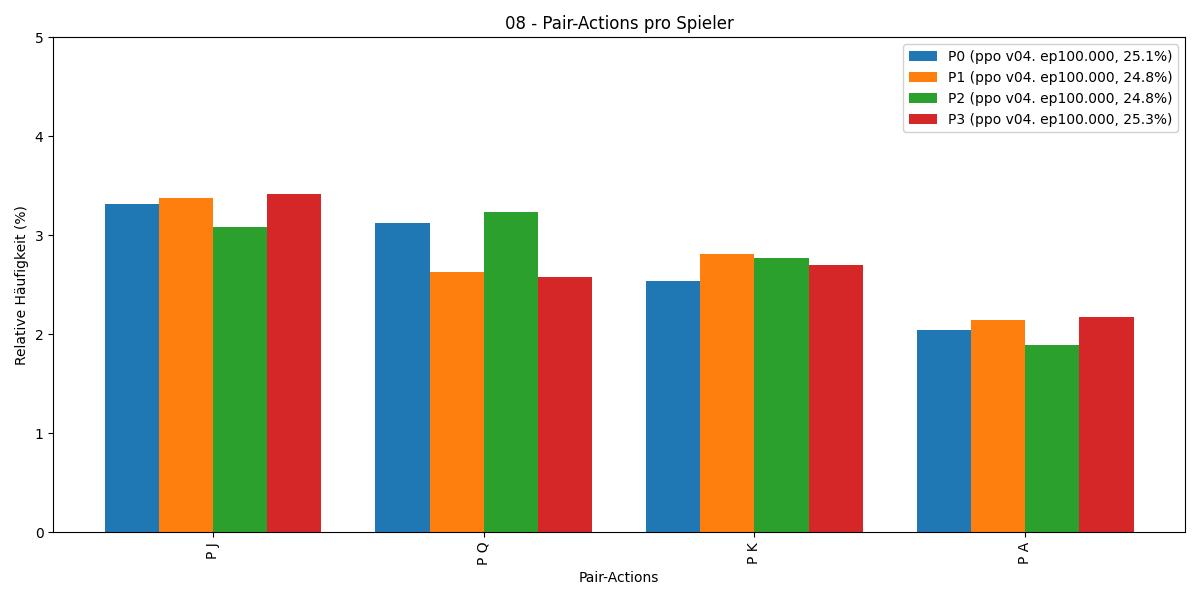 08 - Pair-Actions pro Spieler
P0 (ppo v04. ep100.000, 25.1%)
P1 (ppo v04. ep100.000, 24.8%)
P2 (ppo v04. ep100.000, 24.8%)
P3 (ppo v04. ep100.000, 25.3%)
Relative Häufigkeit (%)
5
4
3
2
1
0
P J
P Q
P K
P A
Pair-Actions